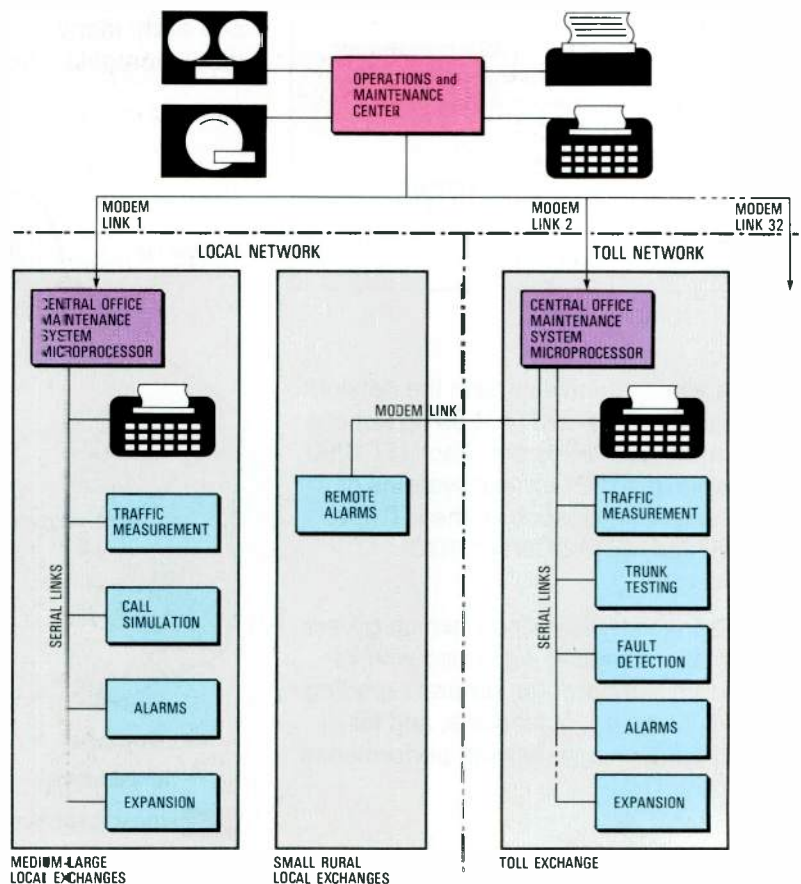 OPERATIONS and
MAINTENANCE
CENTER
MODEM
LINK 1
MODEM
LINK 2
MODEM
LINK 32
LOCAL NETWORK
TOLL NETWORK
CENTRAL OFFICE
MAINTENANCE
SYSTEM
MICROPROCESSOR
SERIAL LINKS
TRAFFIC
MEASUREMENT
CALL
SIMULATION
ALARMS
EXPANSION
MEDIUM-LARGE
LOCAL EXCHANGES
MODEM LINK
REMOTE
ALARMS
SMALL RURAL
LOCAL EXCHANGES
CENTRAL OFFICE
MAINTENANCE
SYSTEM
MICROPROCESSOR
SERIAL LINKS
TRAFFIC
MEASUREMENT
TRUNK
TESTING
FAULT
DETECTION
ALARMS
EXPANSION
TOLL EXCHANGE